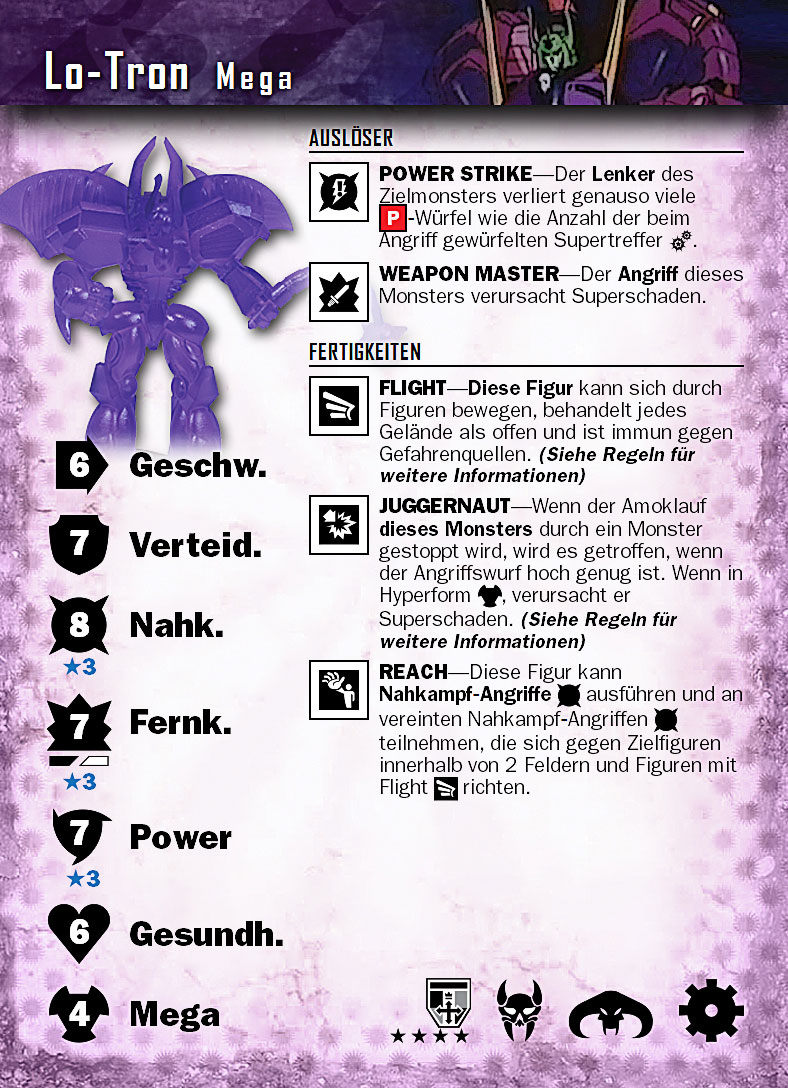 Lo-Tron Mega
AUSLÖSER
POWER STRIKE—Der Lenker des
Zielmonsters verliert genauso viele
P-Würfel wie die Anzahl der beim
Angriff gewürfelten Supertreffer .
WEAPON MASTER—Der Angriff dieses
Monsters verursacht Superschaden.
FERTIGKEITEN
FLIGHT—Diese Figur kann sich durch
Figuren bewegen, behandelt jedes
Gelände als offen und ist immun gegen
Gefahrenquellen. (Siehe Regeln für
weitere Informationen)
JUGGERNAUT—Wenn der Amoklauf
dieses Monsters durch ein Monster
gestoppt wird, wird es getroffen, wenn
der Angriffswurf hoch genug ist. Wenn in
Hyperform , verursacht er
Superschaden. (Siehe Regeln für
weitere Informationen)
REACH—Diese Figur kann
Nahkampf-Angriffe ausführen und an
vereinten Nahkampf-Angriffen
teilnehmen, die sich gegen Zielfiguren
innerhalb von 2 Feldern und Figuren mit
Flight richten.
6 Geschw.
7 Verteid.
8 Nahk.
★3
7 Fernk.
★3
7 Power
★3
6 Gesundh.
4 Mega